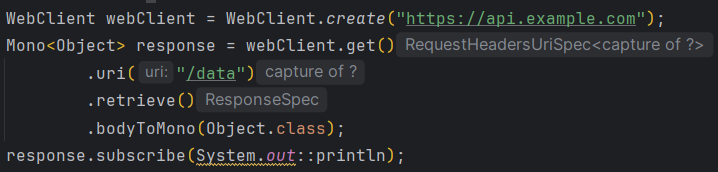 WebClient webClient = WebClient.create("https://api.example.com");
Mono<Object> response = webClient.get() RequestHeadersUriSpec<capture of ?>
.uri( uri: "/data") capture of ?
.retrieve() ResponseSpec
.bodyToMono(Object.class);
response.subscribe(System.out::println);